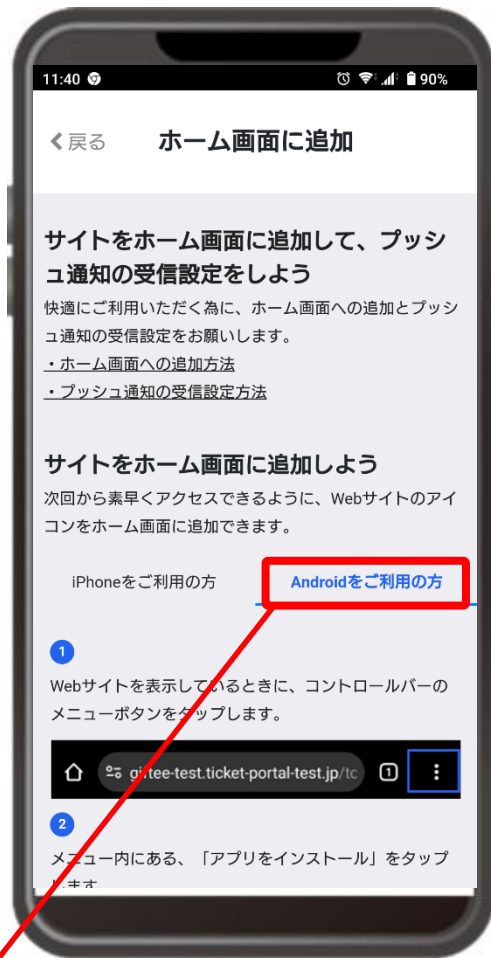 11:40 90%
戻る ホーム画面に追加
サイトをホーム画面に追加して、プッシ
ュ通知の受信設定をしよう
快適にご利用いただく為に、ホーム画面への追加とプッシ
ュ通知の受信設定をお願いします。
・ホーム画面への追加方法
・プッシュ通知の受信設定方法
サイトをホーム画面に追加しよう
次回から素早くアクセスできるように、Webサイトのアイ
コンをホーム画面に追加できます。
iPhoneをご利用の方 Androidをご利用の方
1
Webサイトを表示しているときに、コントロールバーの
メニューボタンをタップします。
giftee-test.ticket-portal-test.jp/tc 1
2
メニュー内にある、「アプリをインストール」をタップ
します